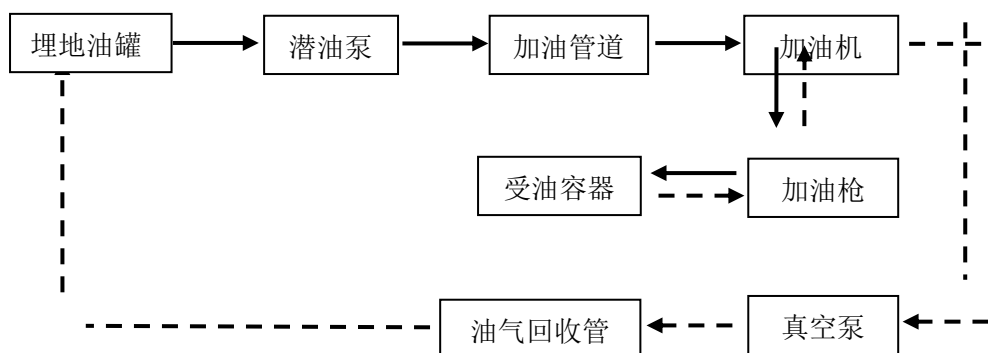 埋地油罐
潜油泵
加油管道
加油机
受油容器
加油枪
油气回收管
真空泵